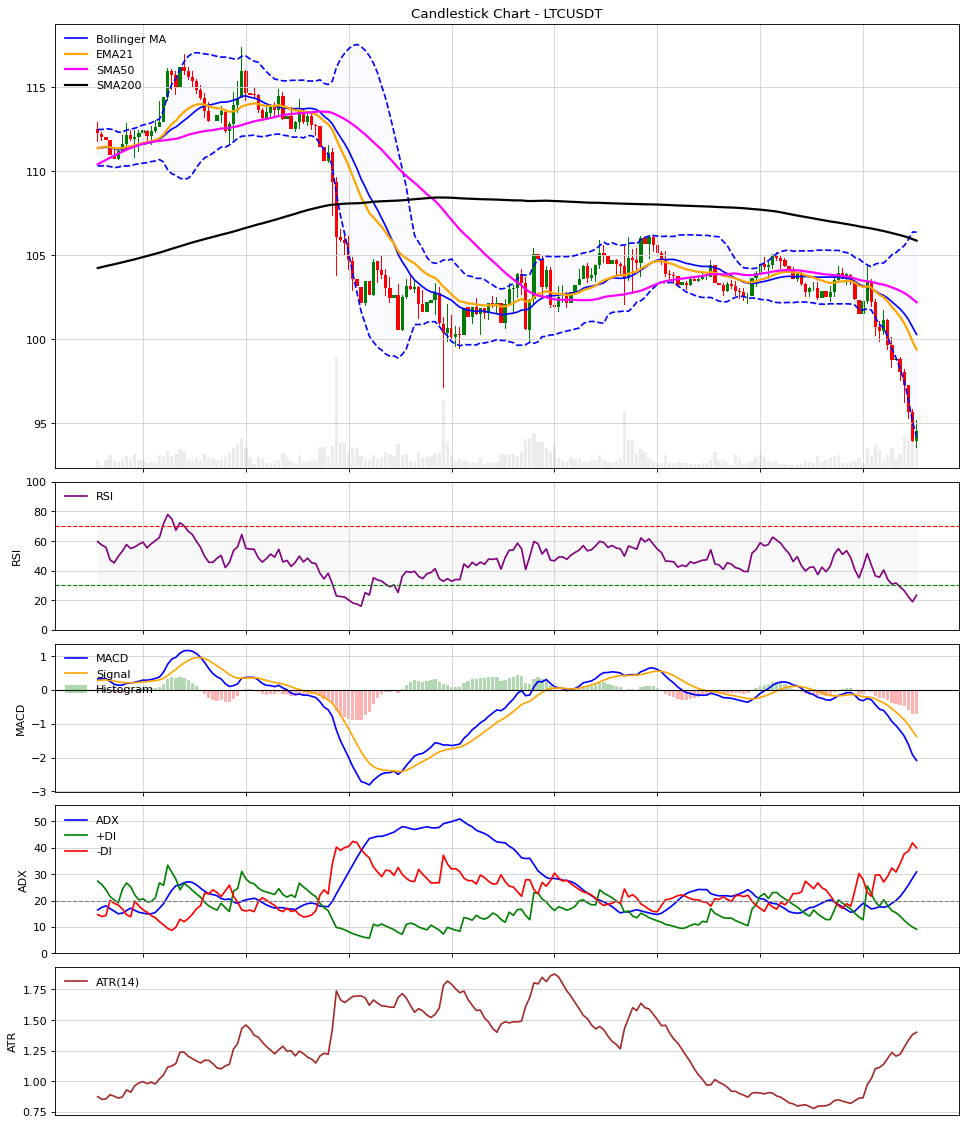 Candlestick Chart - LTCUSDT
Bollinger MA
EMA21
SMA50
SMA200
115
110
105
100
95
RSI
RSI
100
80
60
40
20
0
MACD
Signal
Histogram
MACD
1
0
−1
−2
−3
ADX
+DI
-DI
ADX
50
40
30
20
10
0
ATR(14)
ATR
1.75
1.50
1.25
1.00
0.75